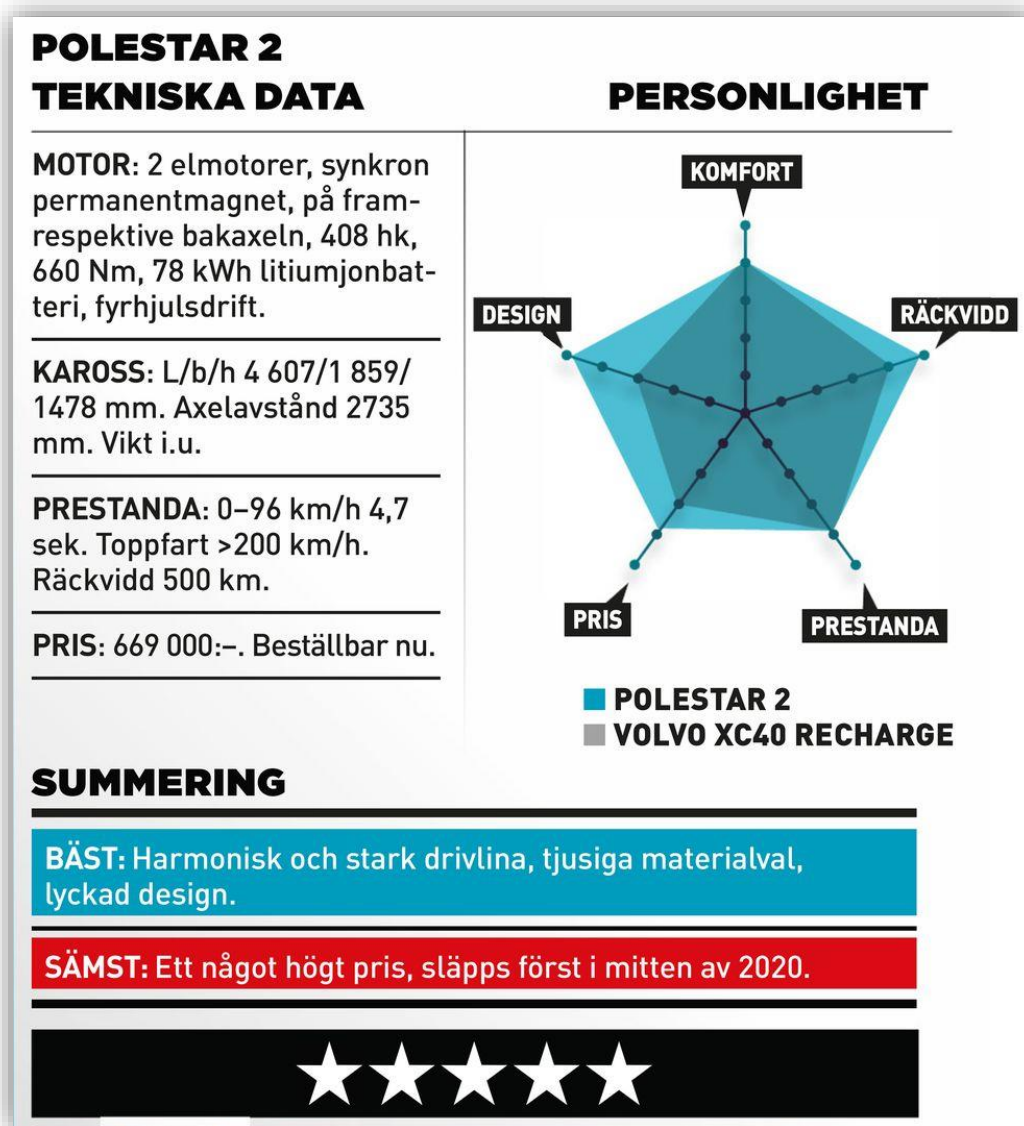 POLESTAR 2
TEKNISKA DATA
MOTOR: 2 elmotorer, synkron
permanentmagnet, på fram-
respektive bakaxeln, 408 hk,
660 Nm, 78 kWh litiumjonbat-
teri, fyrhjulsdrift.
KAROSS: L/b/h 4 607/1 859/
1478 mm. Axelavstånd 2735
mm. Vikt i.u.
PRESTANDA: 0–96 km/h 4,7
sek. Toppfart >200 km/h.
Räckvidd 500 km.
PRIS: 669 000:–. Beställbar nu.
PERSONLIGHET
KOMFORT
DESIGN
RÄCKVIDD
PRIS
PRESTANDA
POLESTAR 2
VOLVO XC40 RECHARGE
SUMMERING
BÄST: Harmonisk och stark drivlina, tjusiga materialval,
lyckad design.
SÄMST: Ett något högt pris, släpps först i mitten av 2020.